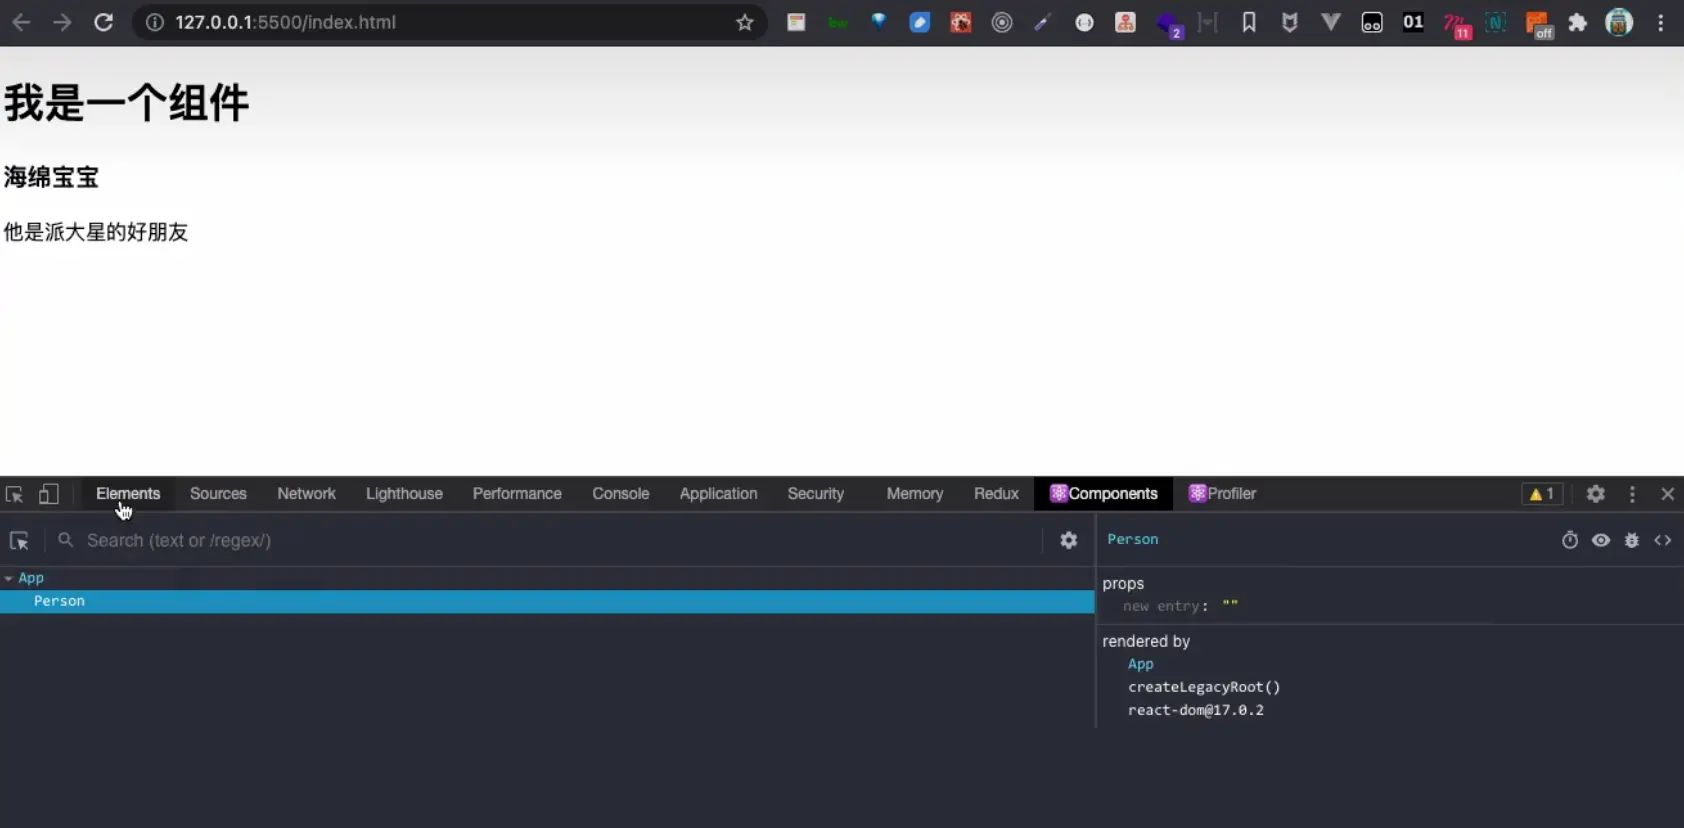 127.0.0.1:5500/index.html
2
01
11
off
我是一个组件
海绵宝宝
他是派大星的好朋友
Elements Sources Network Lighthouse Performance Console Application Security Memory Redux Components Profiler 1
Search (text or /regex/)
Person
App
Person
props
new entry: ""
rendered by
App
createLegacyRoot()
react-dom@17.0.2